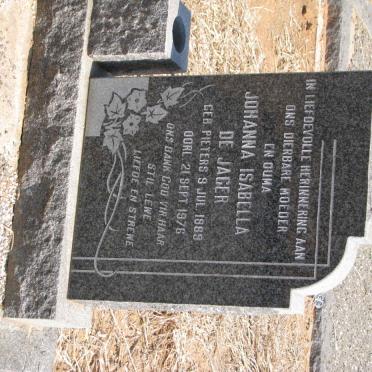 IN LIEFDEVOLLE HERINNERING AAN
ONS DIERBARE MOEDER
EN OUMA
JOHANNA ISABELLA
DE JAGER
GEB. PIETERS 9 JUL. 1889
OORL. 21 SEPT. 1976
ONS DANK GOD VIR HAAR
STIL LEWE
LIEFDE EN STREWE